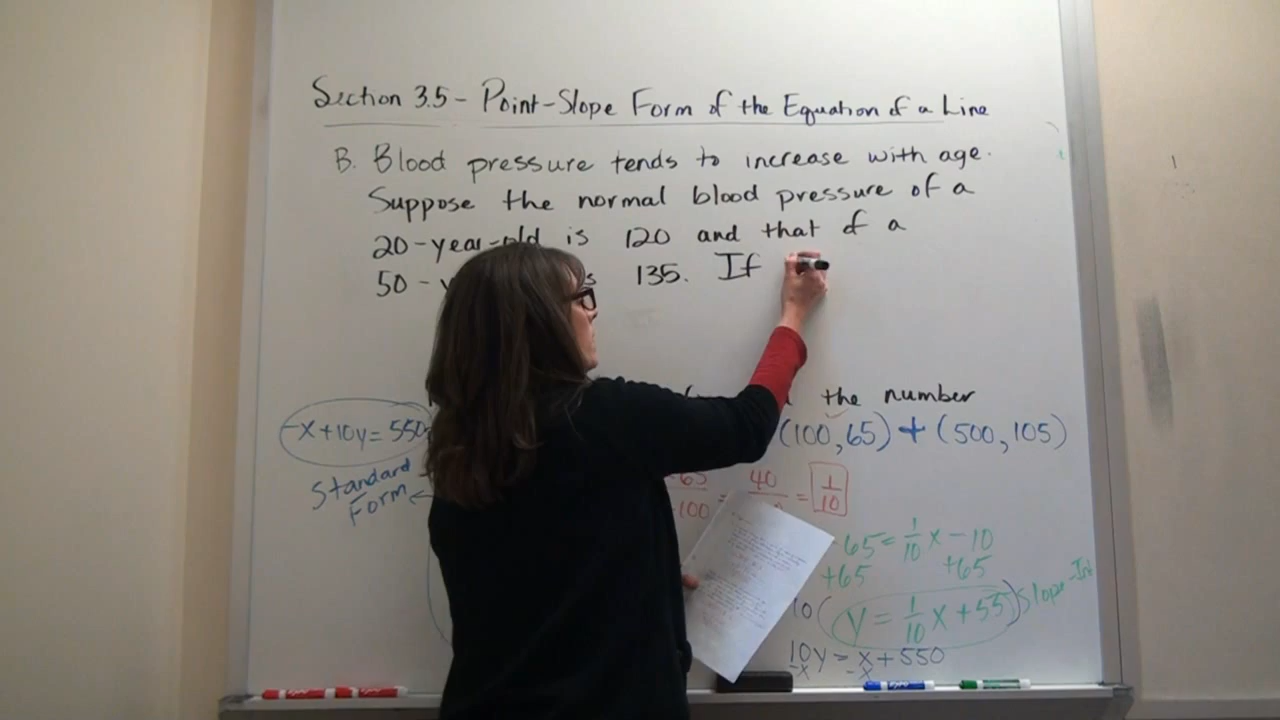 Section 3.5 - Point-Slope Form of the Equation of a Line
B. Blood pressure tends to increase with age.
Suppose the normal blood pressure of a
20-year-old is 120 and that of a
50 - 135. If
the number
-x+10y=550
(100,65) + (500,105)
Standard
Form ←
-65/-100 = 40/ = 1/10
-65 = 1/10 x - 10
+65 +65
10(y = 1/10 x + 55) Slope-Int
10y = x + 550
-x -x